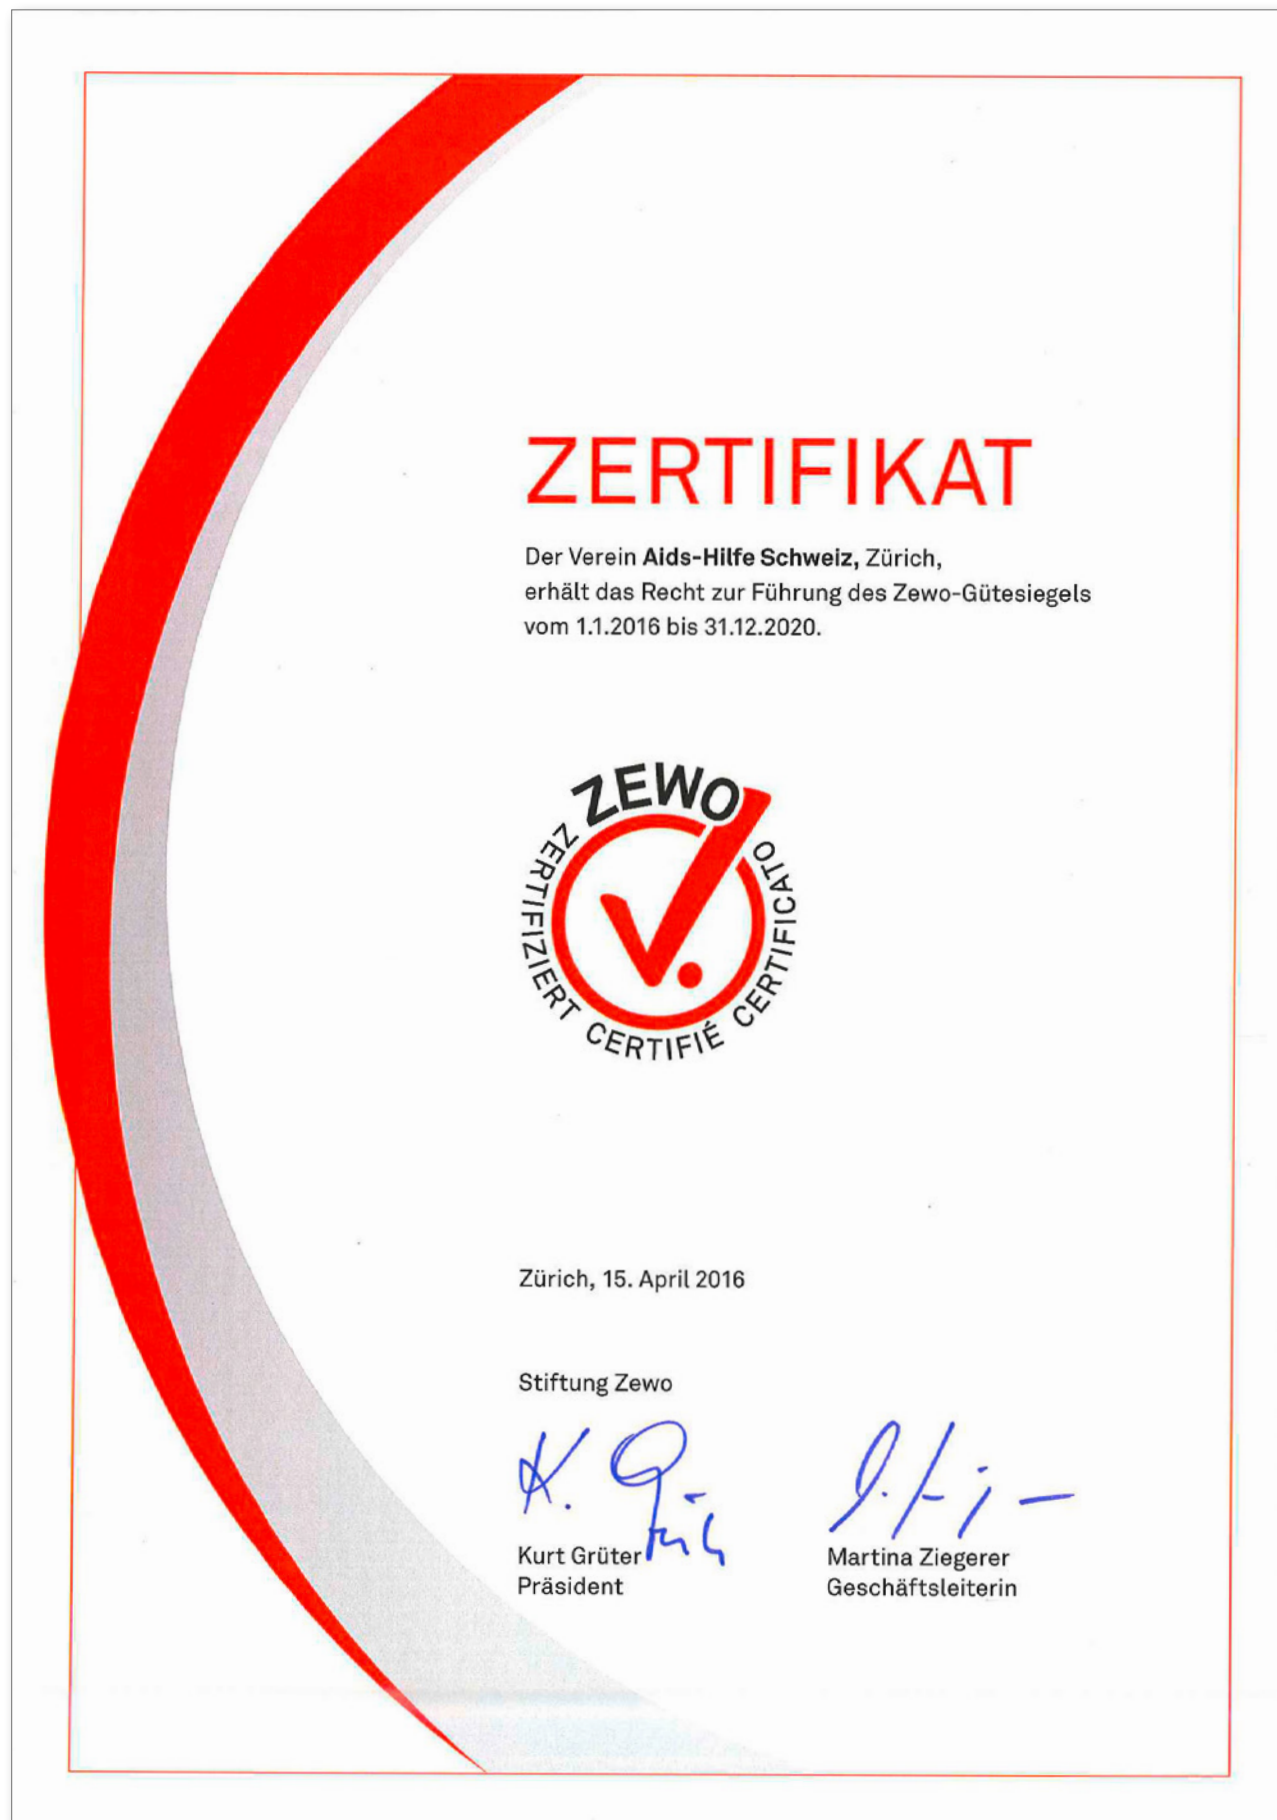 ZERTIFIKAT
Der Verein Aids-Hilfe Schweiz, Zürich,
erhält das Recht zur Führung des Zewo-Gütesiegels
vom 1.1.2016 bis 31.12.2020.
ZEWO
ZERTIFIZIERT CERTIFIÉ CERTIFICATO
Zürich, 15. April 2016
Stiftung Zewo
Kurt Grüter
Präsident
Martina Ziegerer
Geschäftsleiterin